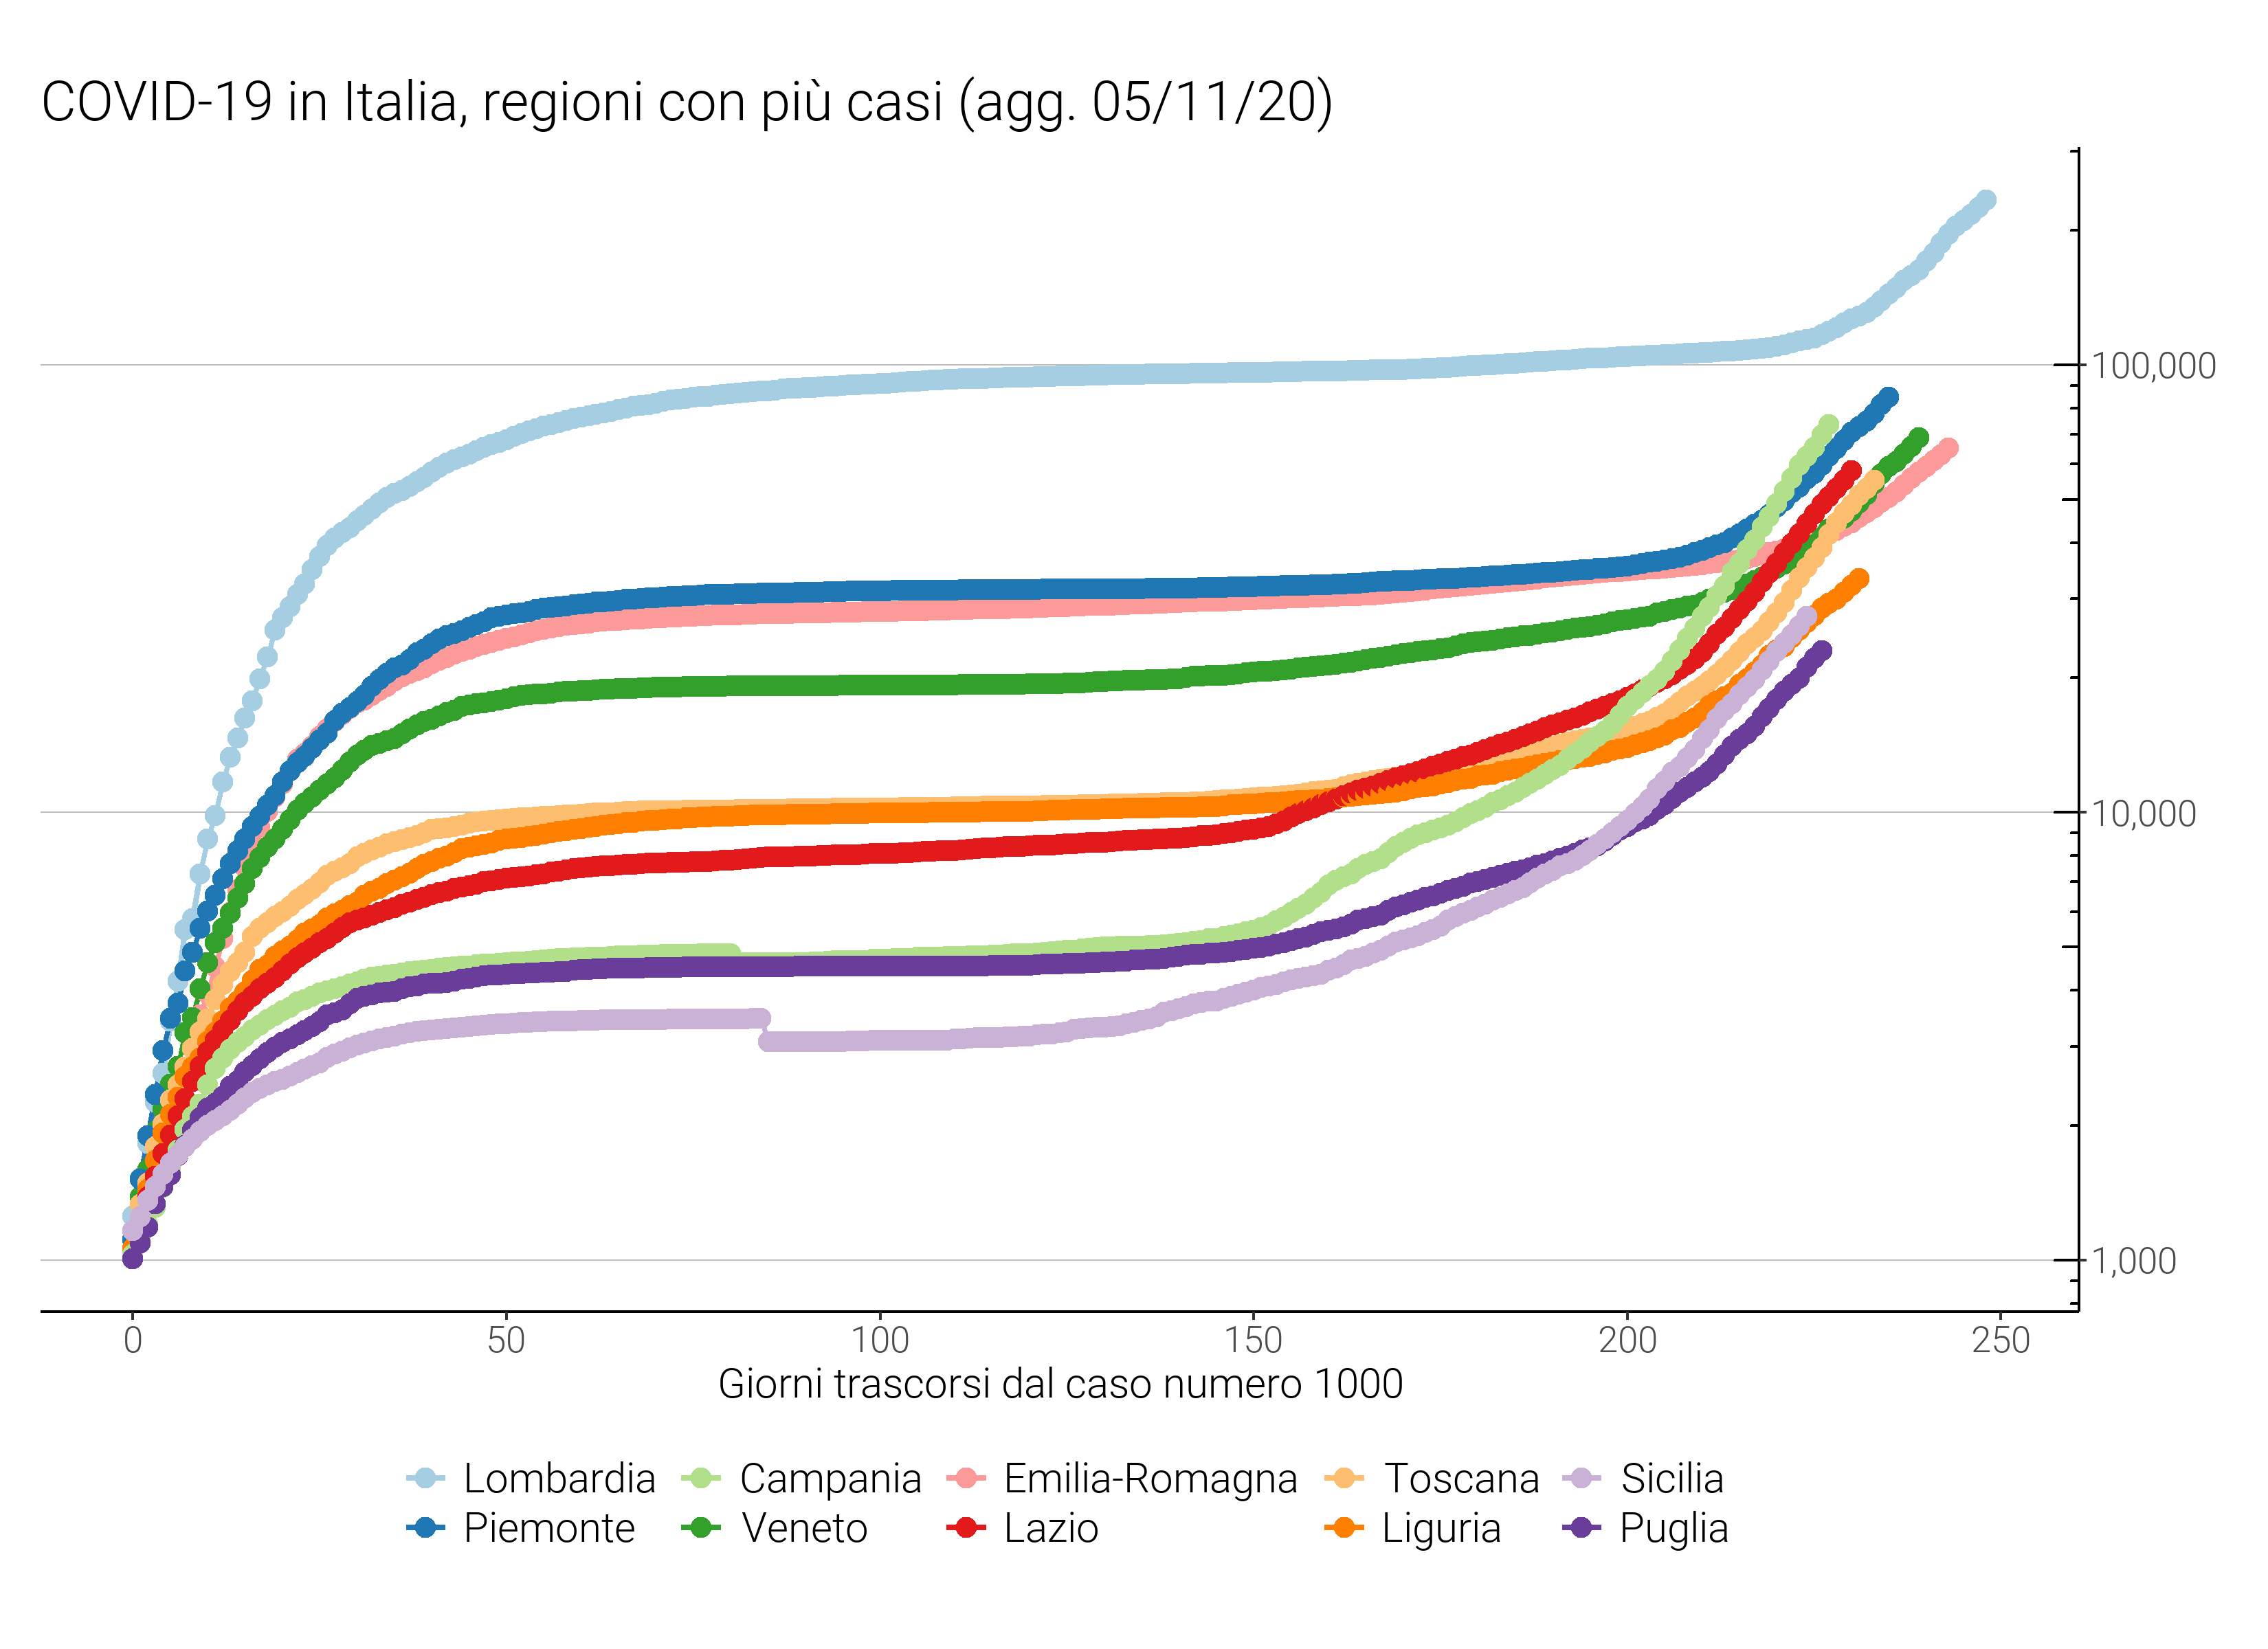 COVID-19 in Italia, regioni con più casi (agg. 05/11/20)
100,000
10,000
1,000
0 50 100 150 200 250
Giorni trascorsi dal caso numero 1000
Lombardia Campania Emilia-Romagna Toscana Sicilia
Piemonte Veneto Lazio Liguria Puglia